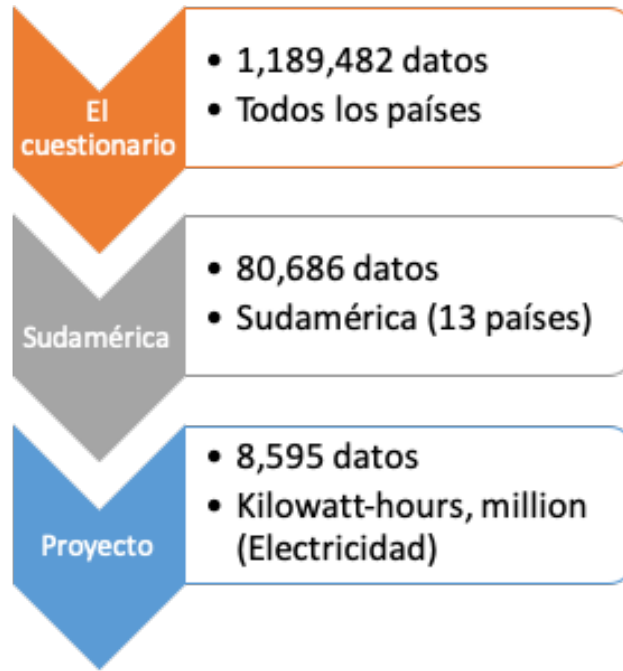 El
cuestionario
• 1,189,482 datos
• Todos los países
Sudamérica
• 80,686 datos
• Sudamérica (13 países)
Proyecto
• 8,595 datos
• Kilowatt-hours, million
(Electricidad)